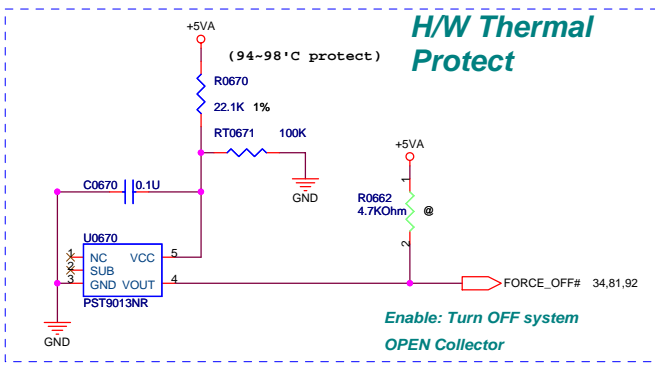 H/W Thermal
Protect
+5VA
(94~98'C protect)
R0670
22.1K 1%
RT0671 100K
GND
+5VA
1
R0662
4.7KOhm @
2
C0670 0.1U
U0670
1 NC VCC 5
2 SUB
3 GND VOUT 4
PST9013NR
FORCE_OFF# 34,81,92
GND
Enable: Turn OFF system
OPEN Collector